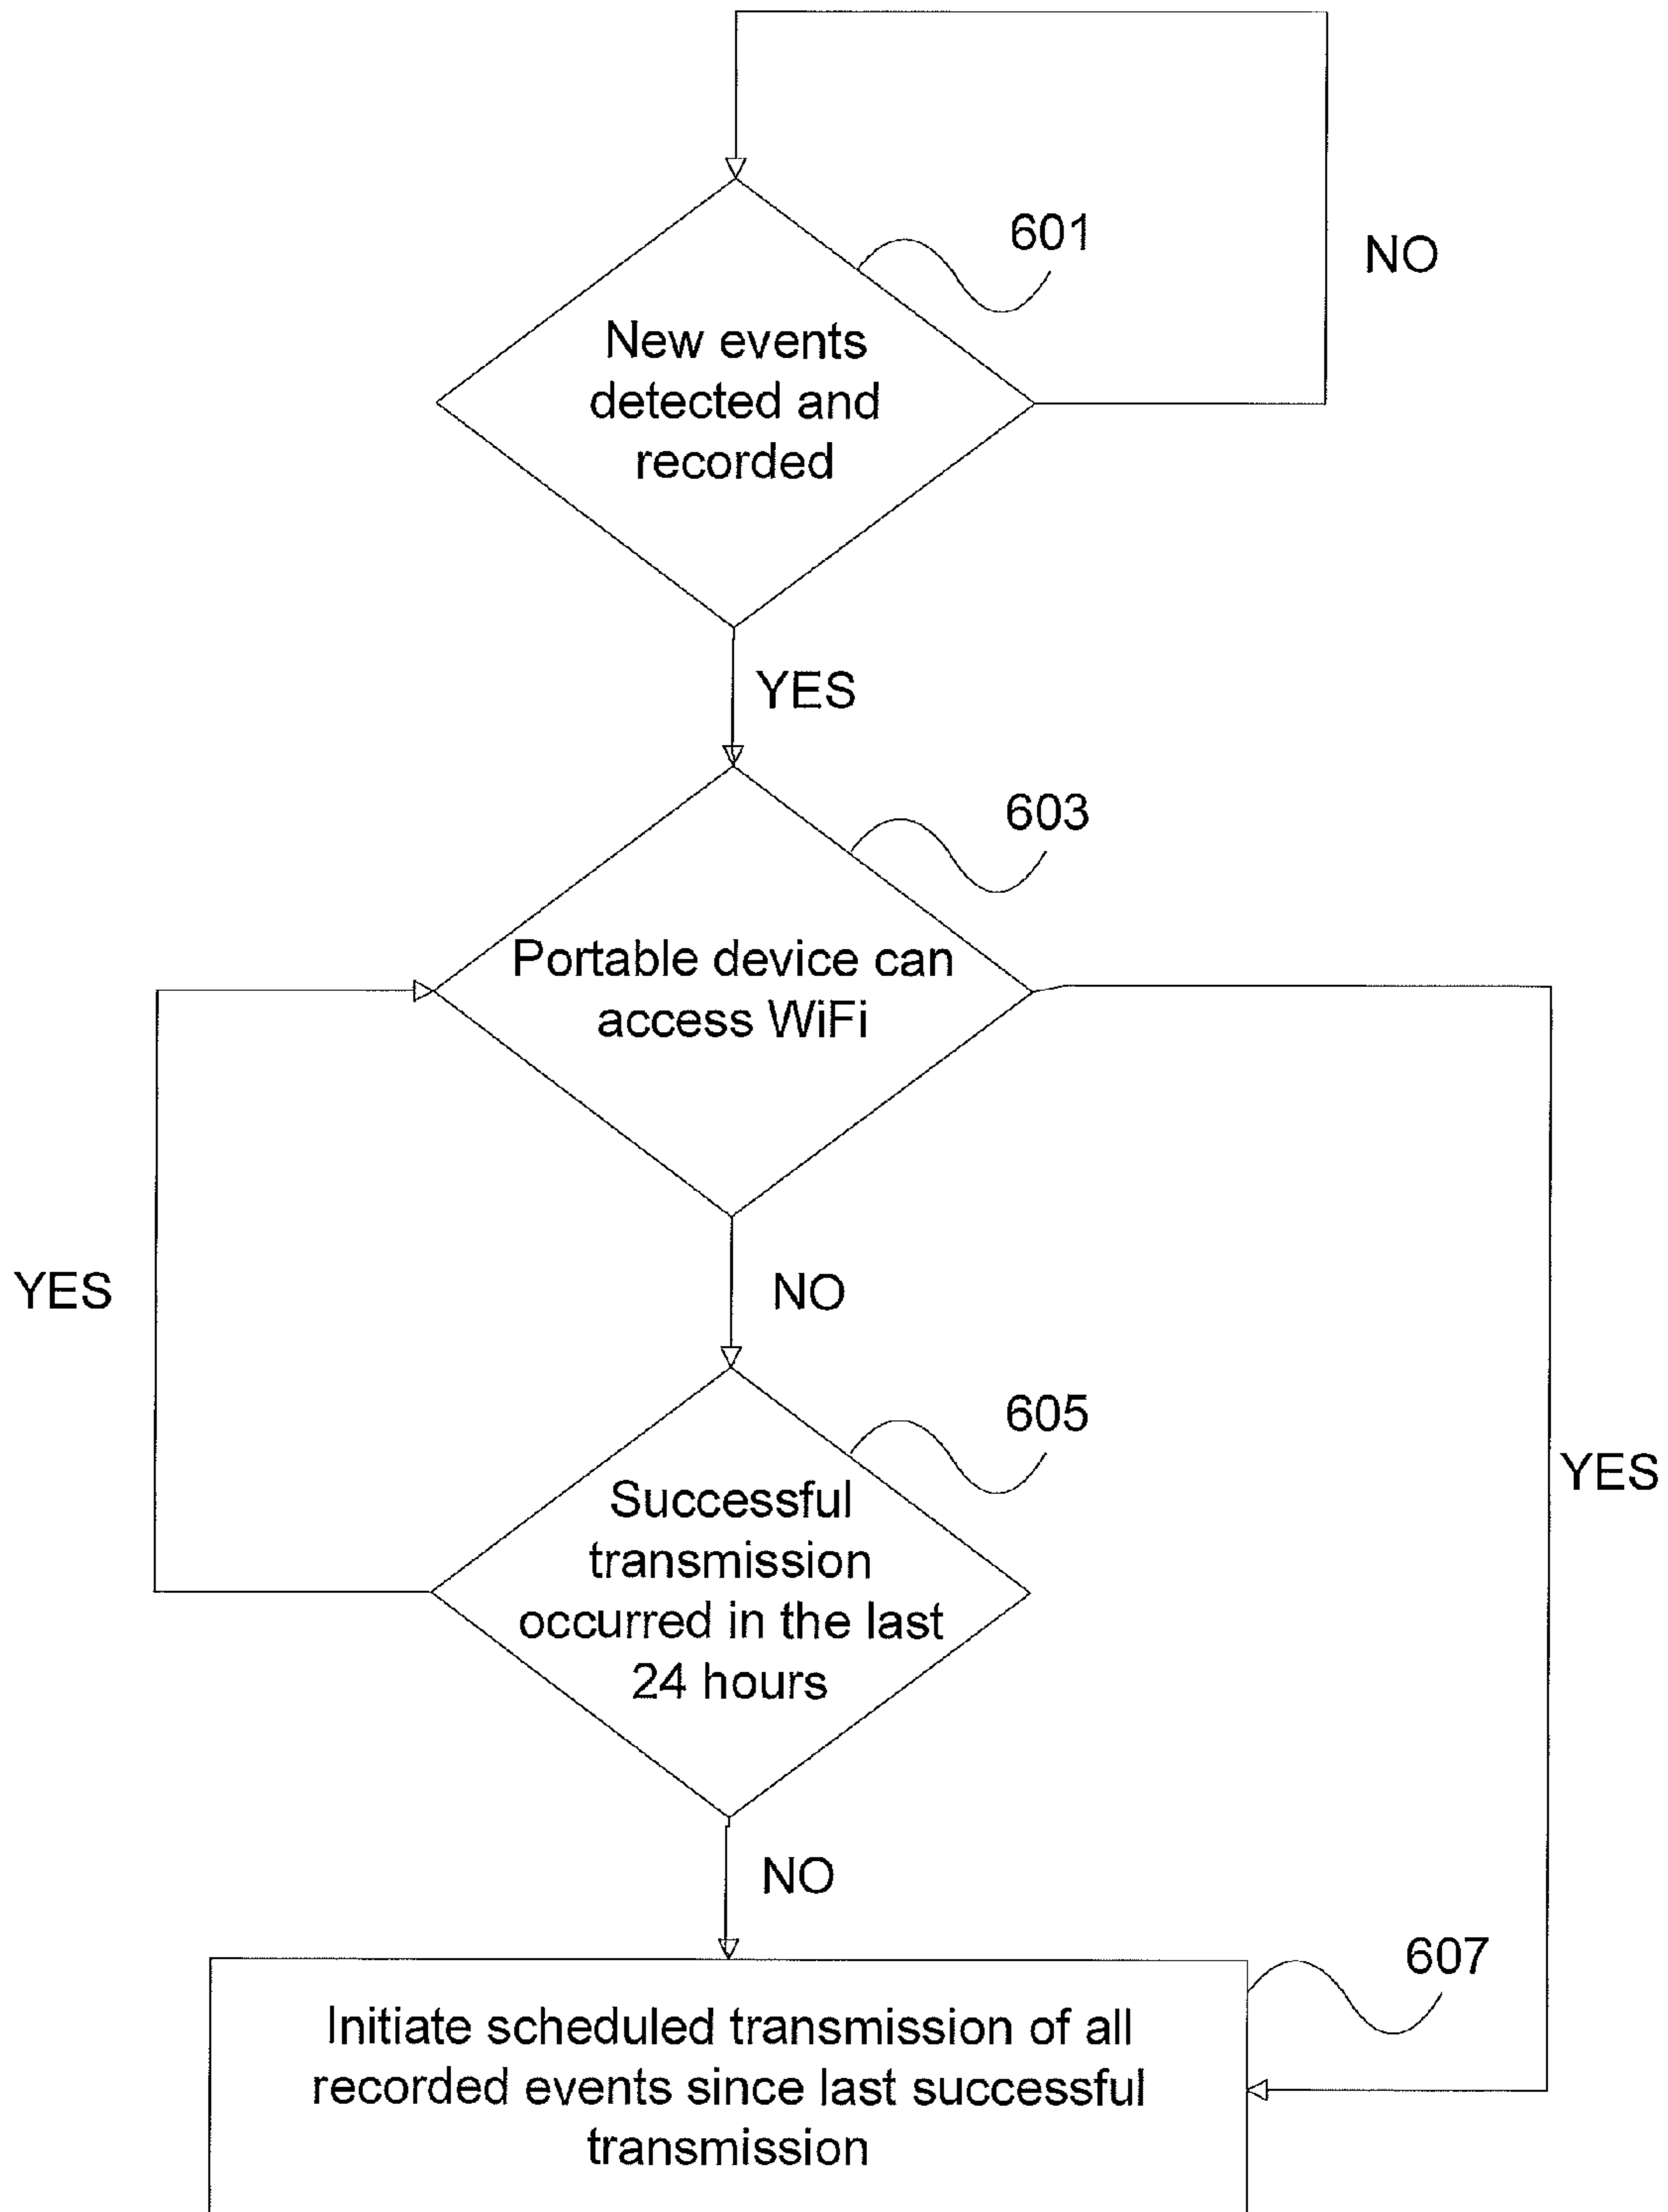 601
NO
New events
detected and
recorded
YES
603
Portable device can
access WiFi
YES
NO
605
YES
Successful
transmission
occurred in the last
24 hours
NO
607
Initiate scheduled transmission of all
recorded events since last successful
transmission